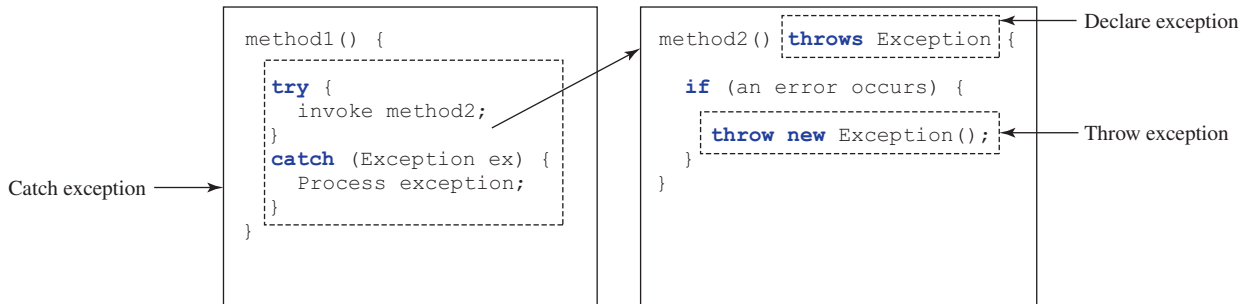 method1() {
try {
invoke method2;
}
catch (Exception ex) {
Process exception;
}
}
Catch exception
method2() throws Exception {
if (an error occurs) {
throw new Exception();
}
}
Declare exception
Throw exception